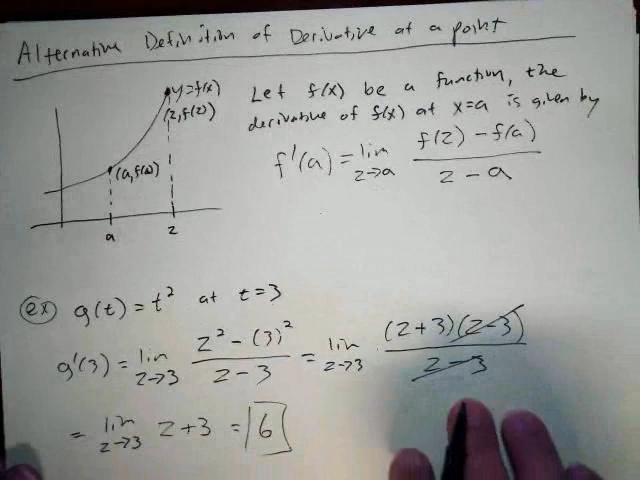 Alternative Definition of Derivative at a point
y=f(x)
(z,f(z))
(a,f(a))
a
z
Let f(x) be a function, the
derivative of f(x) at x=a is given by
f'(a) = lim z→a (f(z) - f(a)) / (z - a)
ex g(t) = t² at t=3
g'(3) = lim z→3 (z² - (3)²) / (z - 3) = lim z→3 ((z+3)(z-3)) / (z-3)
= lim z→3 z+3 = 6